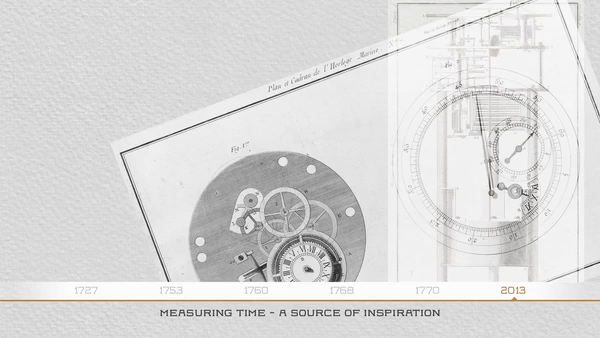 Plan et Cadran de l'Horloge Marine
Fig. 1re
1727 1753 1760 1768 1770 2013
MEASURING TIME - A SOURCE OF INSPIRATION